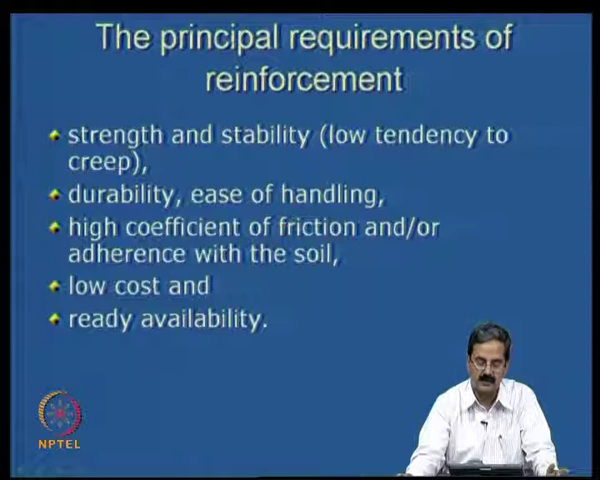 The principal requirements of
reinforcement
strength and stability (low tendency to
creep),
durability, ease of handling,
high coefficient of friction and/or
adherence with the soil,
low cost and
ready availability.
NPTEL